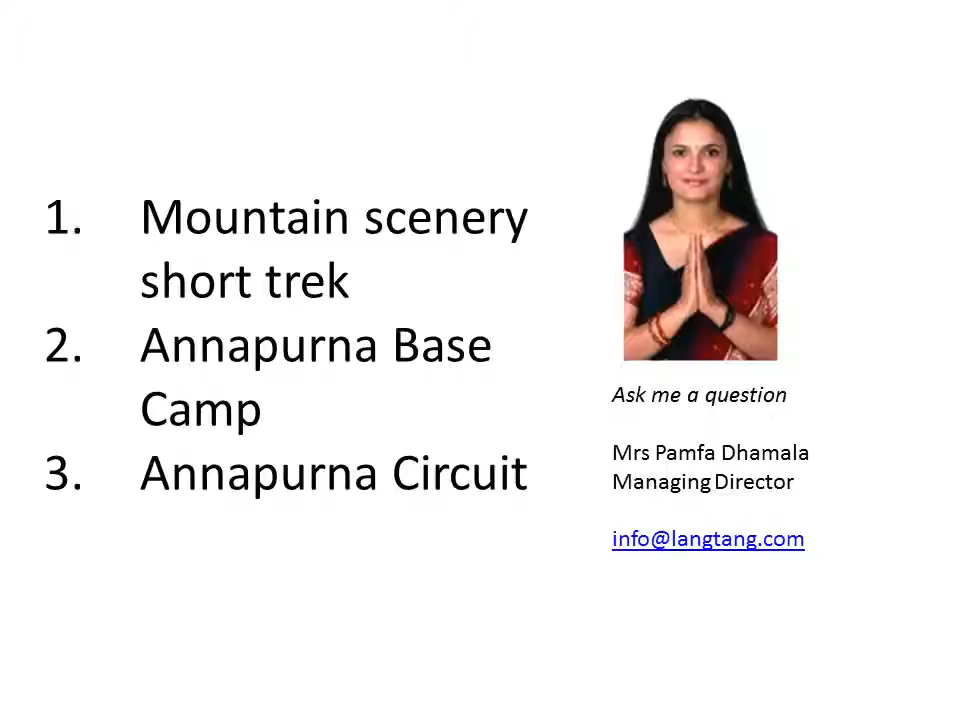 1. Mountain scenery
short trek
2. Annapurna Base
Camp
3. Annapurna Circuit
Ask me a question
Mrs Pamfa Dhamala
Managing Director
info@langtang.com